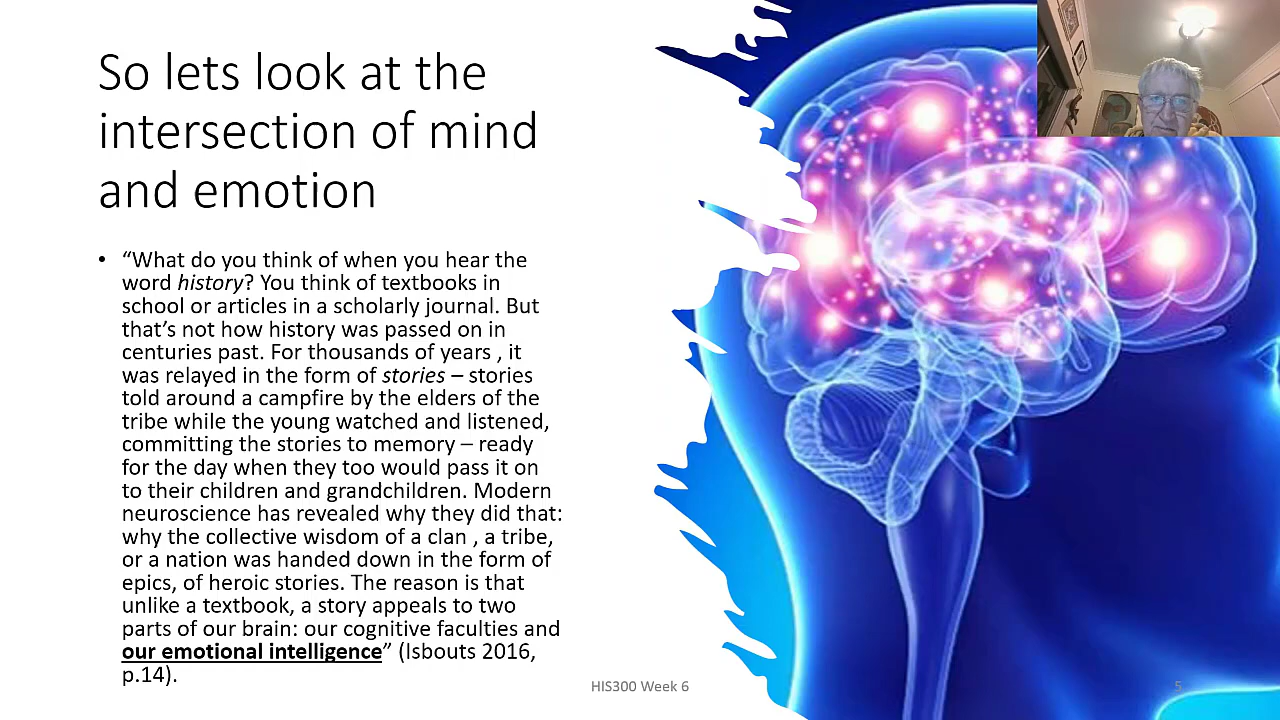 So lets look at the
intersection of mind
and emotion
• “What do you think of when you hear the
word history? You think of textbooks in
school or articles in a scholarly journal. But
that’s not how history was passed on in
centuries past. For thousands of years , it
was relayed in the form of stories – stories
told around a campfire by the elders of the
tribe while the young watched and listened,
committing the stories to memory – ready
for the day when they too would pass it on
to their children and grandchildren. Modern
neuroscience has revealed why they did that:
why the collective wisdom of a clan , a tribe,
or a nation was handed down in the form of
epics, of heroic stories. The reason is that
unlike a textbook, a story appeals to two
parts of our brain: our cognitive faculties and
our emotional intelligence” (Isbouts 2016,
p.14).
HIS300 Week 6
5